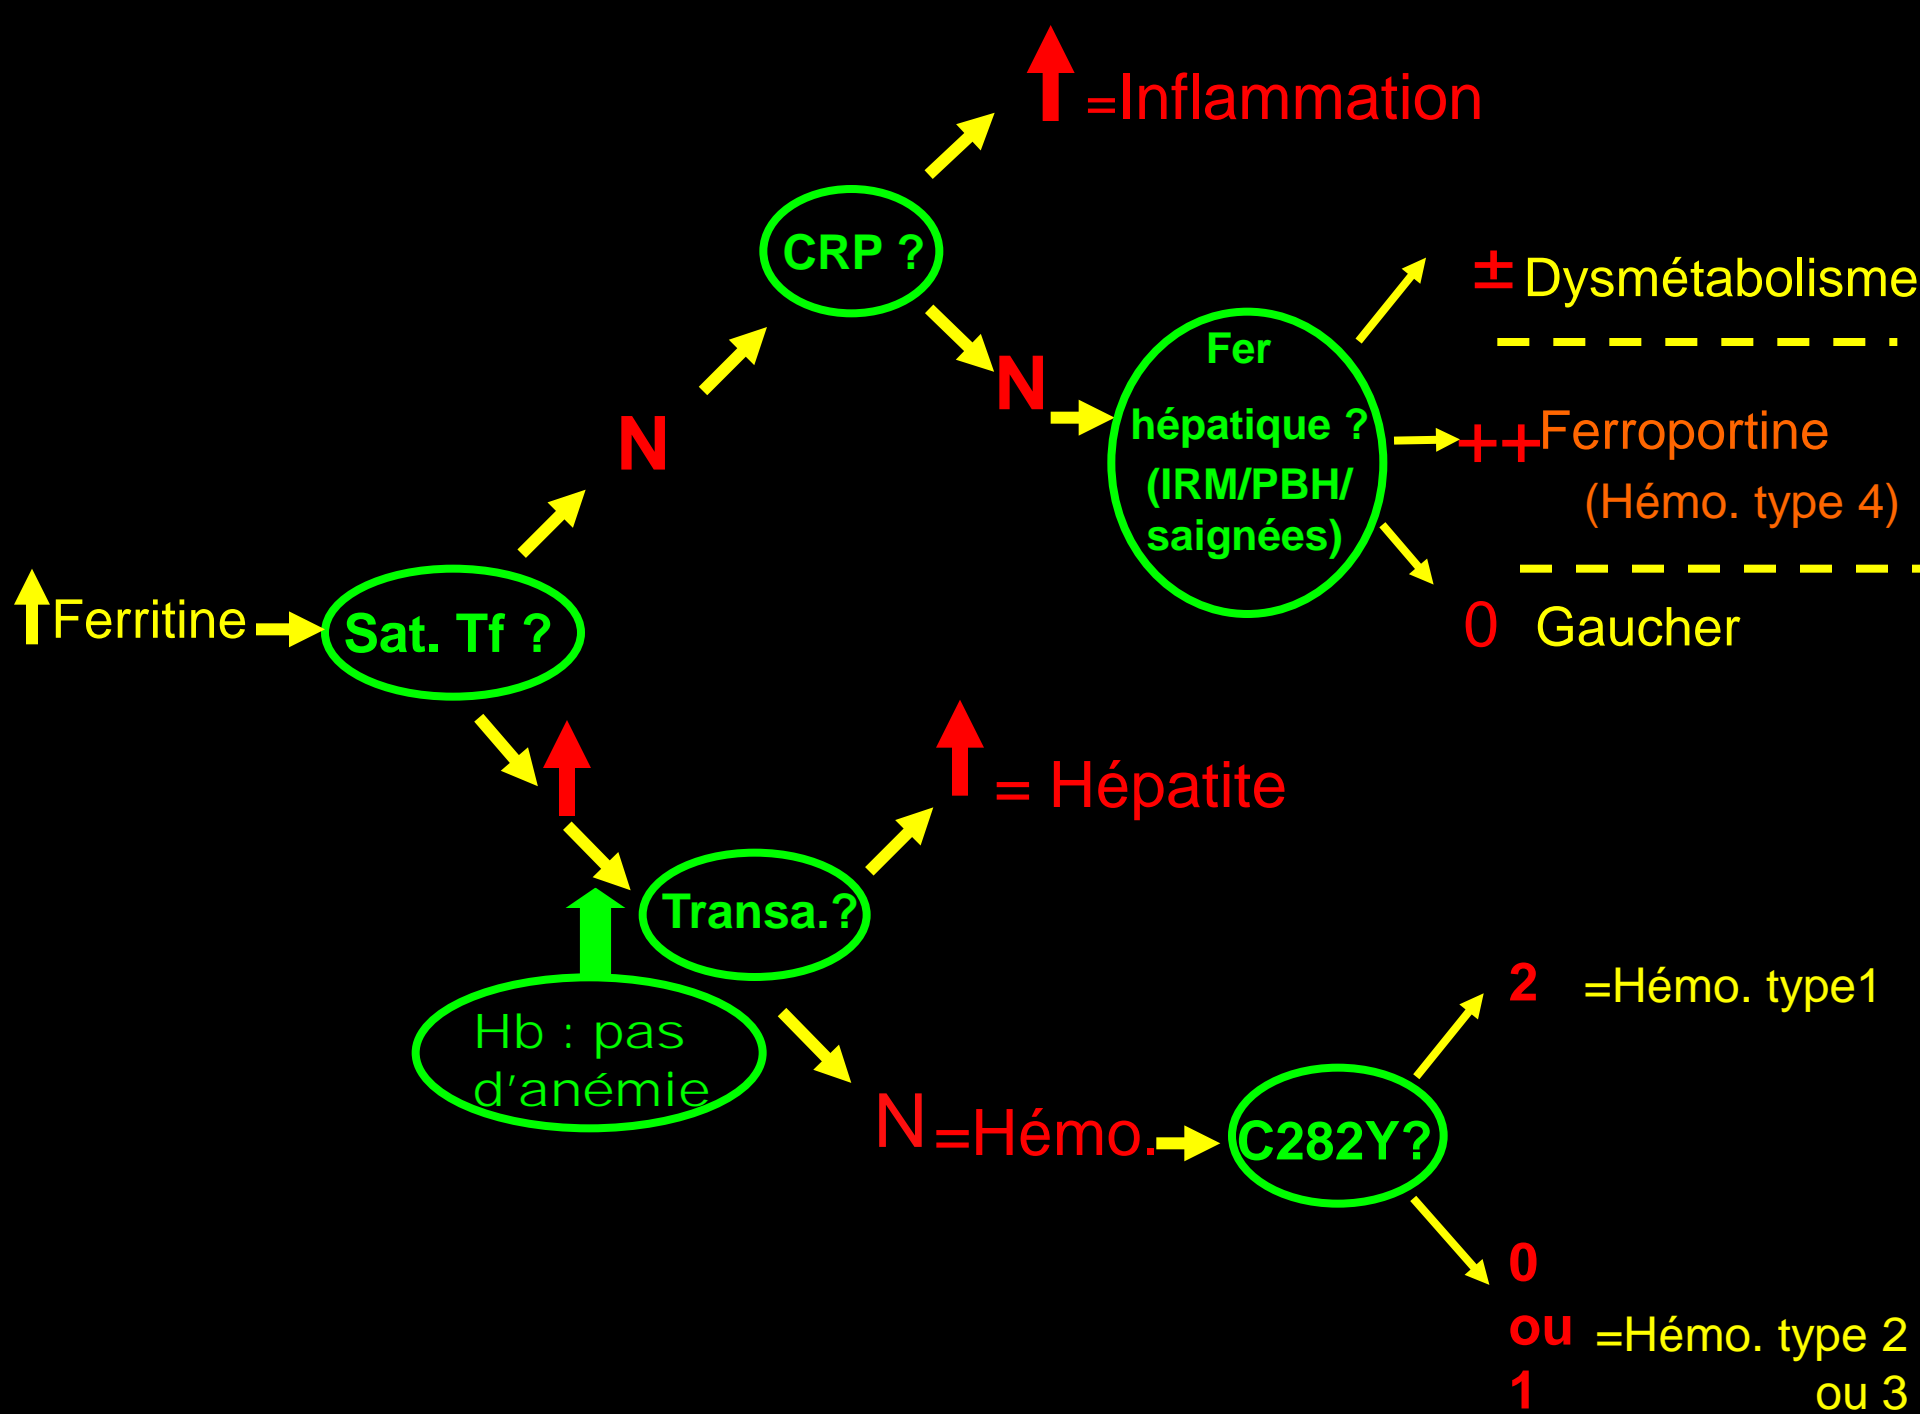 =Inflammation
CRP ?
± Dysmétabolisme
Fer
hépatique ?
(IRM/PBH/
saignées)
N
N
++Ferroportine
(Hémo. type 4)
Ferritine
Sat. Tf ?
0 Gaucher
= Hépatite
Transa.?
Hb : pas
d'anémie
2 =Hémo. type1
N =Hémo.
C282Y?
0
ou =Hémo. type 2
1 ou 3